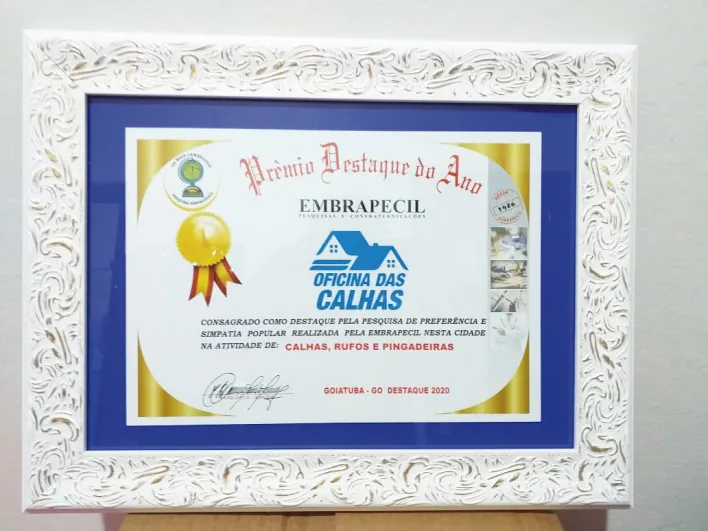 Prêmio Destaque do Ano
EMBRAPECIL
PESQUISAS E CONFRATERNIZAÇÕES
1986
OFICINA DAS
CALHAS
CONSAGRADO COMO DESTAQUE PELA PESQUISA DE PREFERÊNCIA E
SIMPATIA POPULAR REALIZADA PELA EMBRAPECIL NESTA CIDADE
NA ATIVIDADE DE: CALHAS, RUFOS E PINGADEIRAS
GOIATUBA - GO DESTAQUE 2020